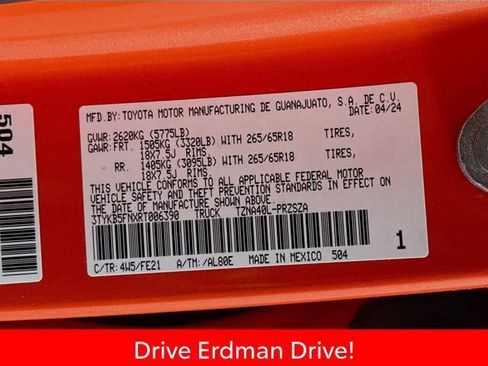 504
MFD.BY:TOYOTA MOTOR MANUFACTURING DE GUANAJUATO, S.A. DE C.V.
DATE:04/24
GVWR:2620KG (5775LB)
GAWR:FRT. 1505KG (3320LB) WITH 265/65R18 TIRES,
18X7.5J RIMS
RR. 1405KG (3095LB) WITH 265/65R18 TIRES,
18X7.5J RIMS
THIS VEHICLE CONFORMS TO ALL APPLICABLE FEDERAL MOTOR
VEHICLE SAFETY AND THEFT PREVENTION STANDARDS IN EFFECT ON
THE DATE OF MANUFACTURE SHOWN ABOVE.
3TYKB5FNXRT006390 TRUCK TZNA40L-PRZSZA
1
C/TR:4W5/FE21 A/TM:/AL80E MADE IN MEXICO 504
Drive Erdman Drive!